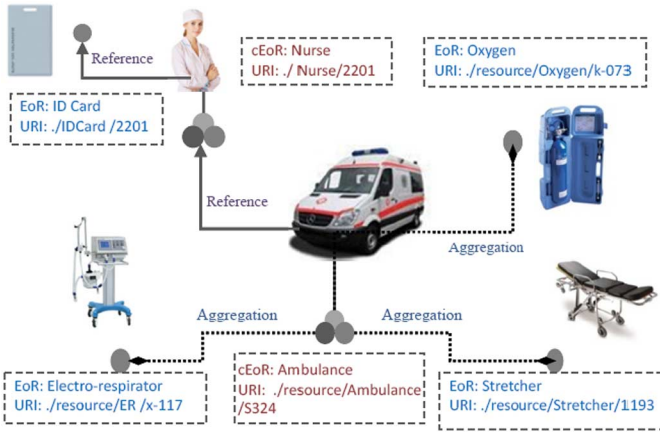 Reference
cEoR: Nurse
URI: ./ Nurse/2201
EoR: Oxygen
URI: ./resource/Oxygen/k-073
EoR: ID Card
URI: ./IDCard /2201
Reference
Aggregation
Aggregation
Aggregation
EoR: Electro-respirator
URI: ./resource/ER /x-117
cEoR: Ambulance
URI: ./resource/Ambulance
/S324
EoR: Stretcher
URI: ./resource/Stretcher/1193